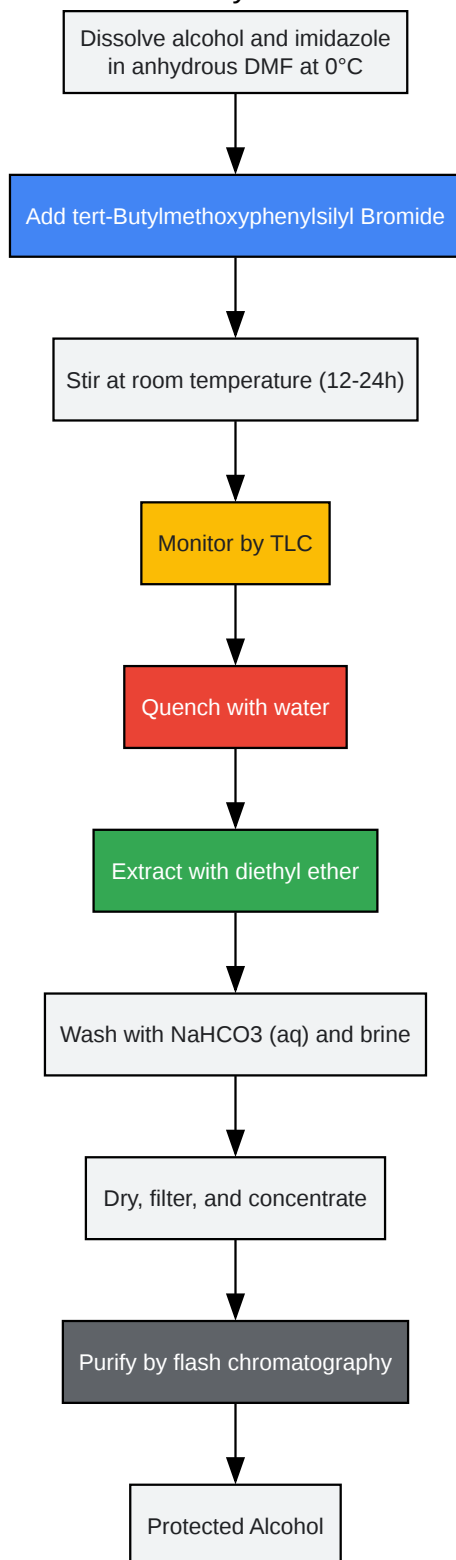 Dissolve alcohol and imidazole
in anhydrous DMF at 0°C
Add tert-Butylmethoxyphenylsilyl Bromide
Stir at room temperature (12-24h)
Monitor by TLC
Quench with water
Extract with diethyl ether
Wash with NaHCO3 (aq) and brine
Dry, filter, and concentrate
Purify by flash chromatography
Protected Alcohol